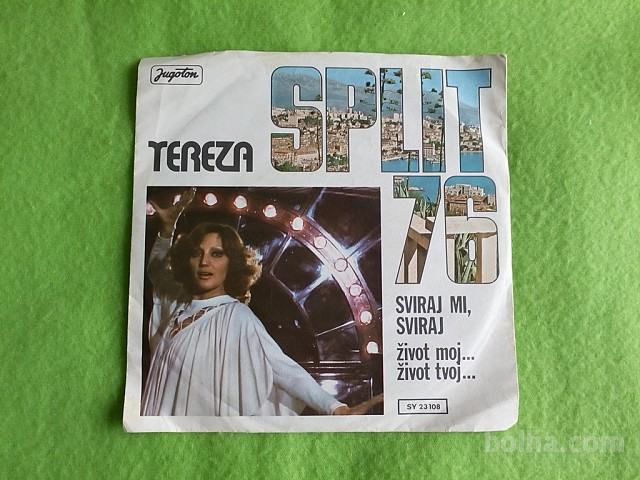 Jugoton
SPLIT
TEREZA
76
SVIRAJ MI,
SVIRAJ
život moj...
život tvoj...
SY 23108
bolha.com